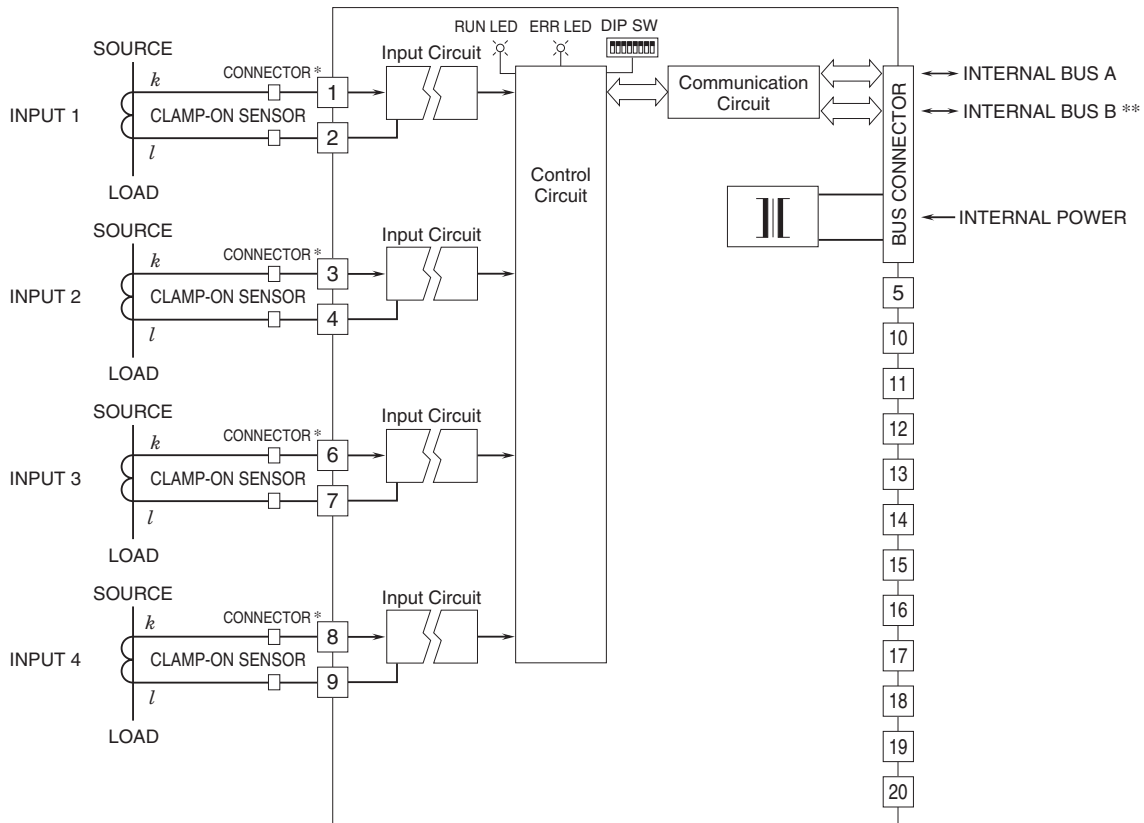 RUN LED ERR LED DIP SW
SOURCE
k
CONNECTOR *
1
Input Circuit
INPUT 1
CLAMP-ON SENSOR
2
l
LOAD
Communication
Circuit
BUS CONNECTOR
INTERNAL BUS A
INTERNAL BUS B **
INTERNAL POWER
Control
Circuit
SOURCE
k
CONNECTOR *
3
Input Circuit
INPUT 2
CLAMP-ON SENSOR
4
l
LOAD
SOURCE
k
CONNECTOR *
6
Input Circuit
INPUT 3
CLAMP-ON SENSOR
7
l
LOAD
SOURCE
k
CONNECTOR *
8
Input Circuit
INPUT 4
CLAMP-ON SENSOR
9
l
LOAD
5
10
11
12
13
14
15
16
17
18
19
20